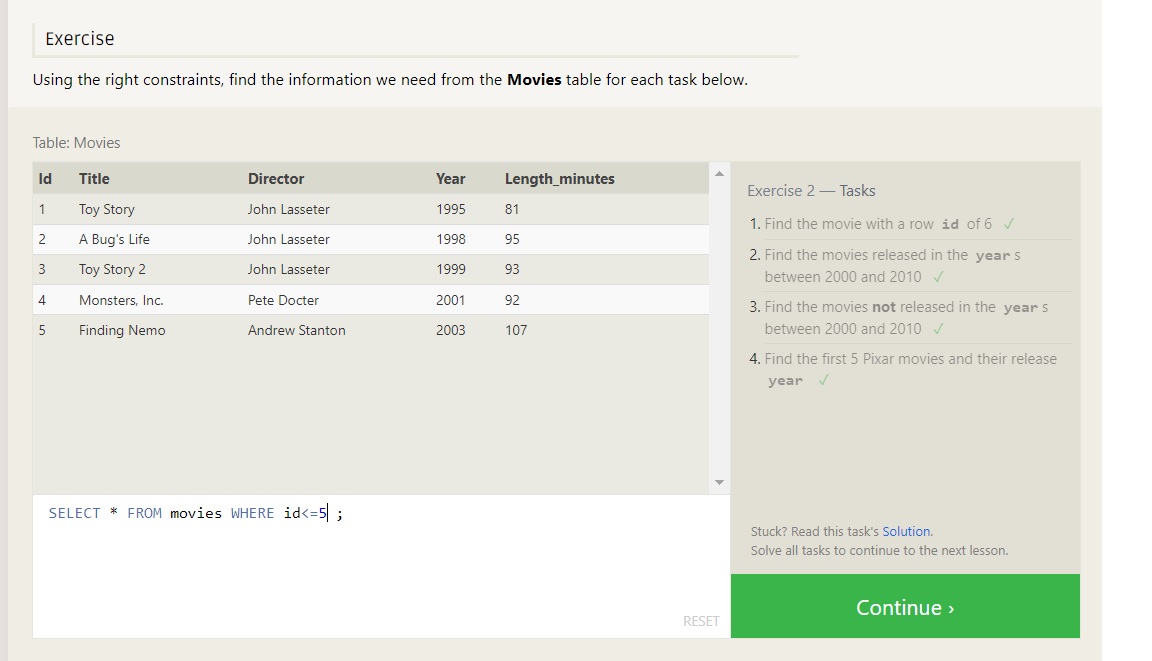 Exercise
Using the right constraints, find the information we need from the Movies table for each task below.
Table: Movies
Id Title Director Year Length_minutes
1 Toy Story John Lasseter 1995 81
2 A Bug's Life John Lasseter 1998 95
3 Toy Story 2 John Lasseter 1999 93
4 Monsters, Inc. Pete Docter 2001 92
5 Finding Nemo Andrew Stanton 2003 107
SELECT * FROM movies WHERE id<=5 ;
RESET
Exercise 2 — Tasks
1. Find the movie with a row id of 6 ✓
2. Find the movies released in the year s
between 2000 and 2010 ✓
3. Find the movies not released in the year s
between 2000 and 2010 ✓
4. Find the first 5 Pixar movies and their release
year ✓
Stuck? Read this task's Solution.
Solve all tasks to continue to the next lesson.
Continue ›